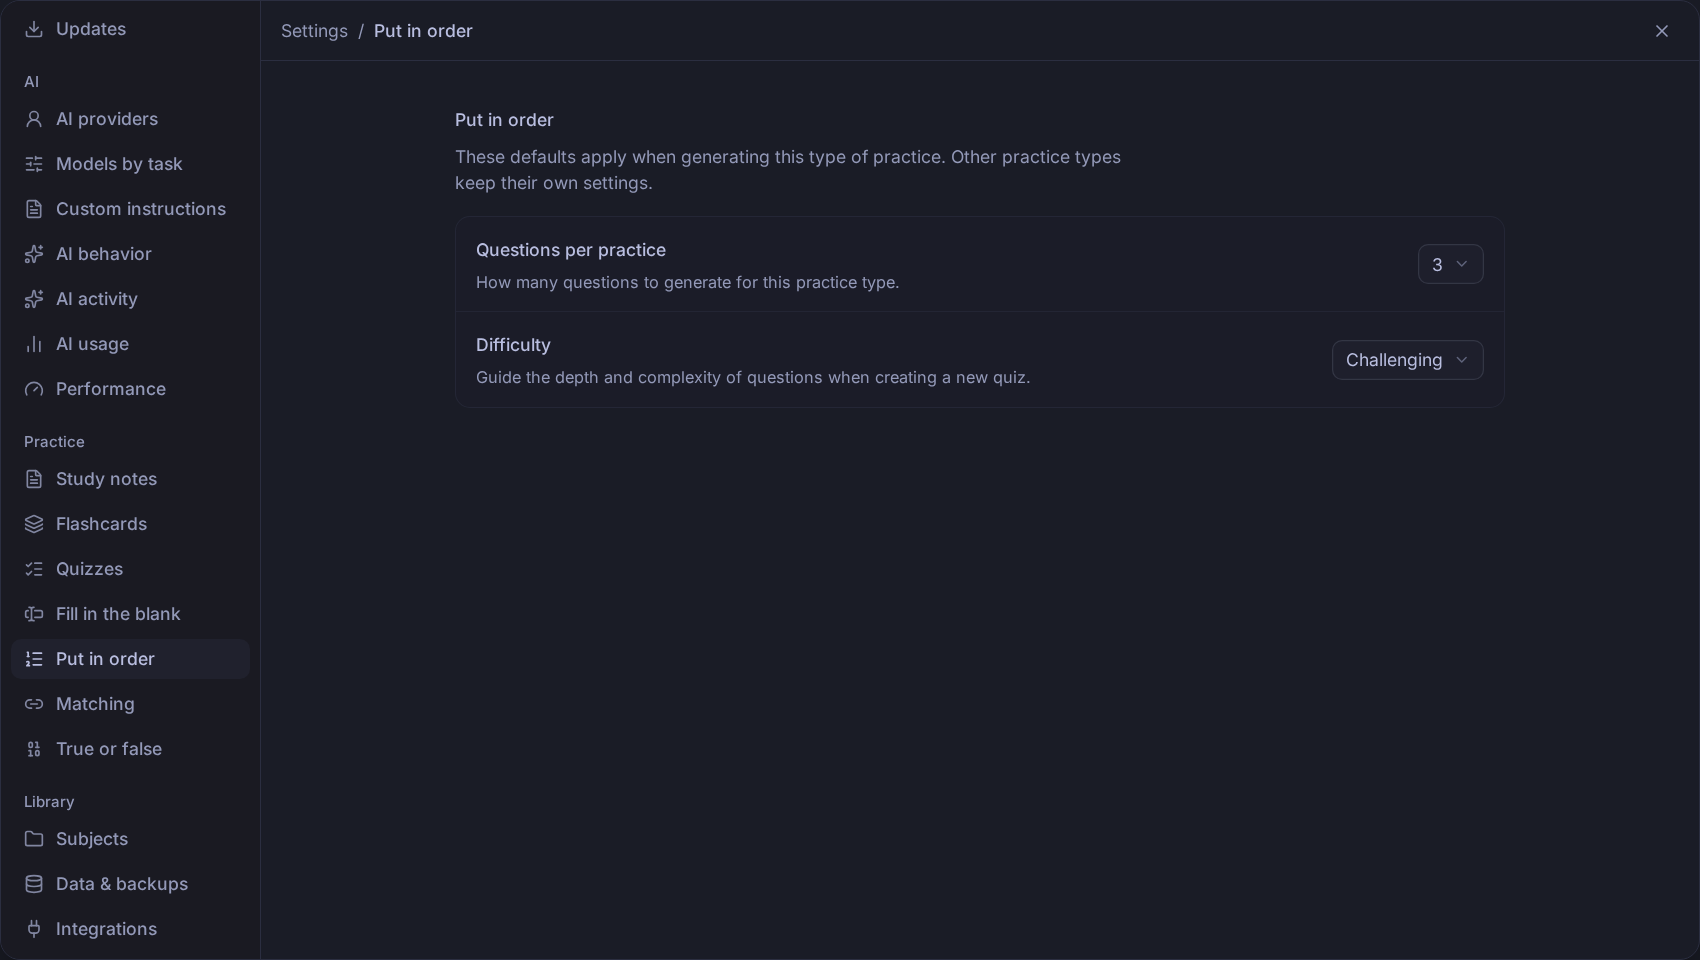 Updates
AI
AI providers
Models by task
Custom instructions
AI behavior
AI activity
AI usage
Performance
Practice
Study notes
Flashcards
Quizzes
Fill in the blank
Put in order
Matching
True or false
Library
Subjects
Data & backups
Integrations
Settings / Put in order
Put in order
These defaults apply when generating this type of practice. Other practice types
keep their own settings.
Questions per practice
How many questions to generate for this practice type.
3
Difficulty
Guide the depth and complexity of questions when creating a new quiz.
Challenging